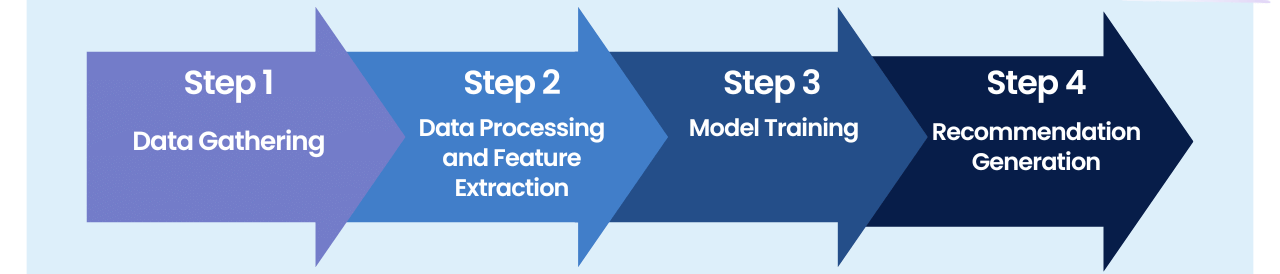 Step 1
Data Gathering
Step 2
Data Processing
and Feature
Extraction
Step 3
Model Training
Step 4
Recommendation
Generation